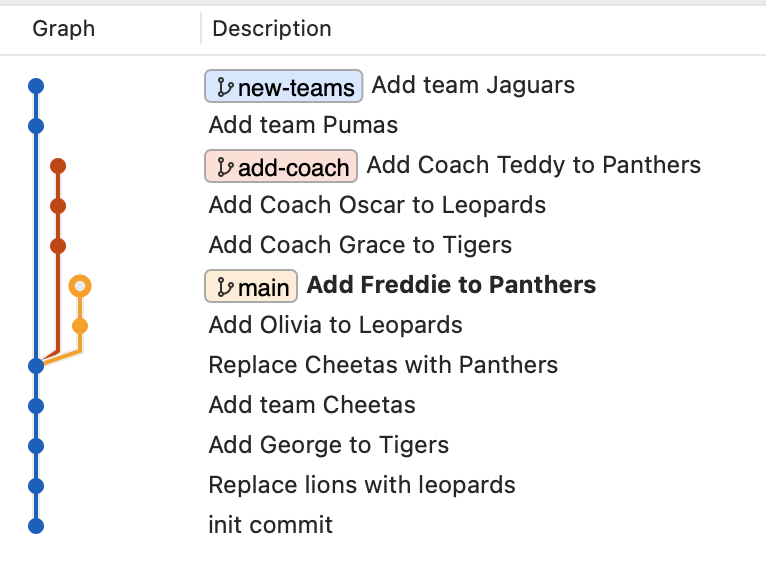 Graph Description
new-teams Add team Jaguars
Add team Pumas
add-coach Add Coach Teddy to Panthers
Add Coach Oscar to Leopards
Add Coach Grace to Tigers
main Add Freddie to Panthers
Add Olivia to Leopards
Replace Cheetas with Panthers
Add team Cheetas
Add George to Tigers
Replace lions with leopards
init commit